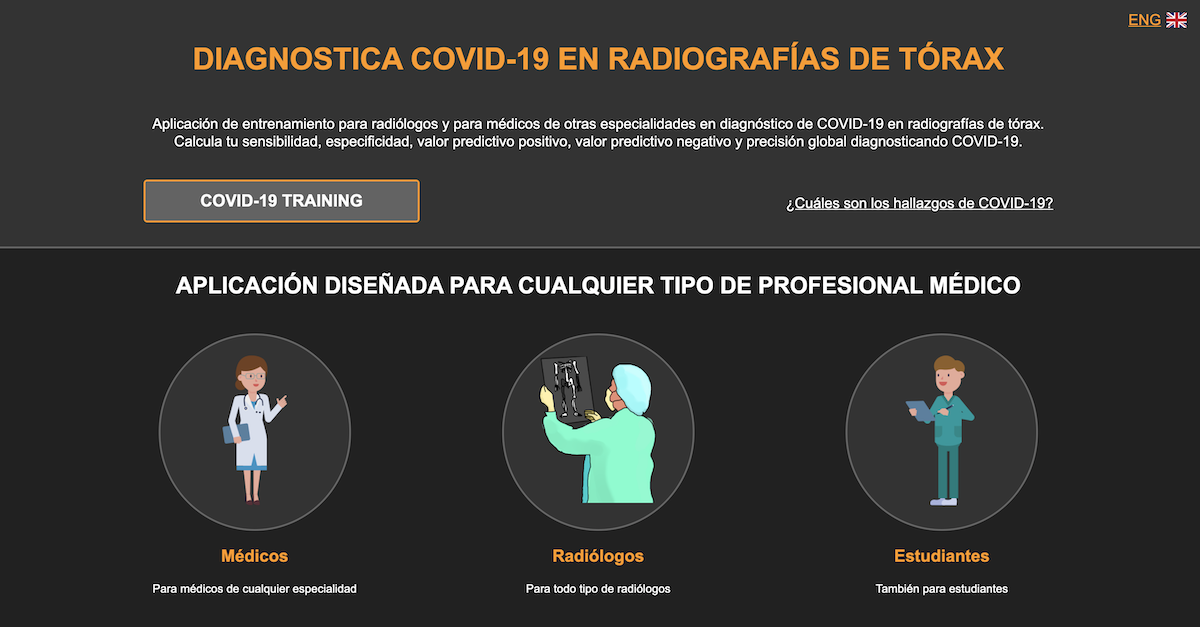 ENG
DIAGNOSTICA COVID-19 EN RADIOGRAFÍAS DE TÓRAX
Aplicación de entrenamiento para radiólogos y para médicos de otras especialidades en diagnóstico de COVID-19 en radiografías de tórax.
Calcula tu sensibilidad, especificidad, valor predictivo positivo, valor predictivo negativo y precisión global diagnosticando COVID-19.
COVID-19 TRAINING
¿Cuáles son los hallazgos de COVID-19?
APLICACIÓN DISEÑADA PARA CUALQUIER TIPO DE PROFESIONAL MÉDICO
Médicos
Radiólogos
Estudiantes
Para médicos de cualquier especialidad
Para todo tipo de radiólogos
También para estudiantes